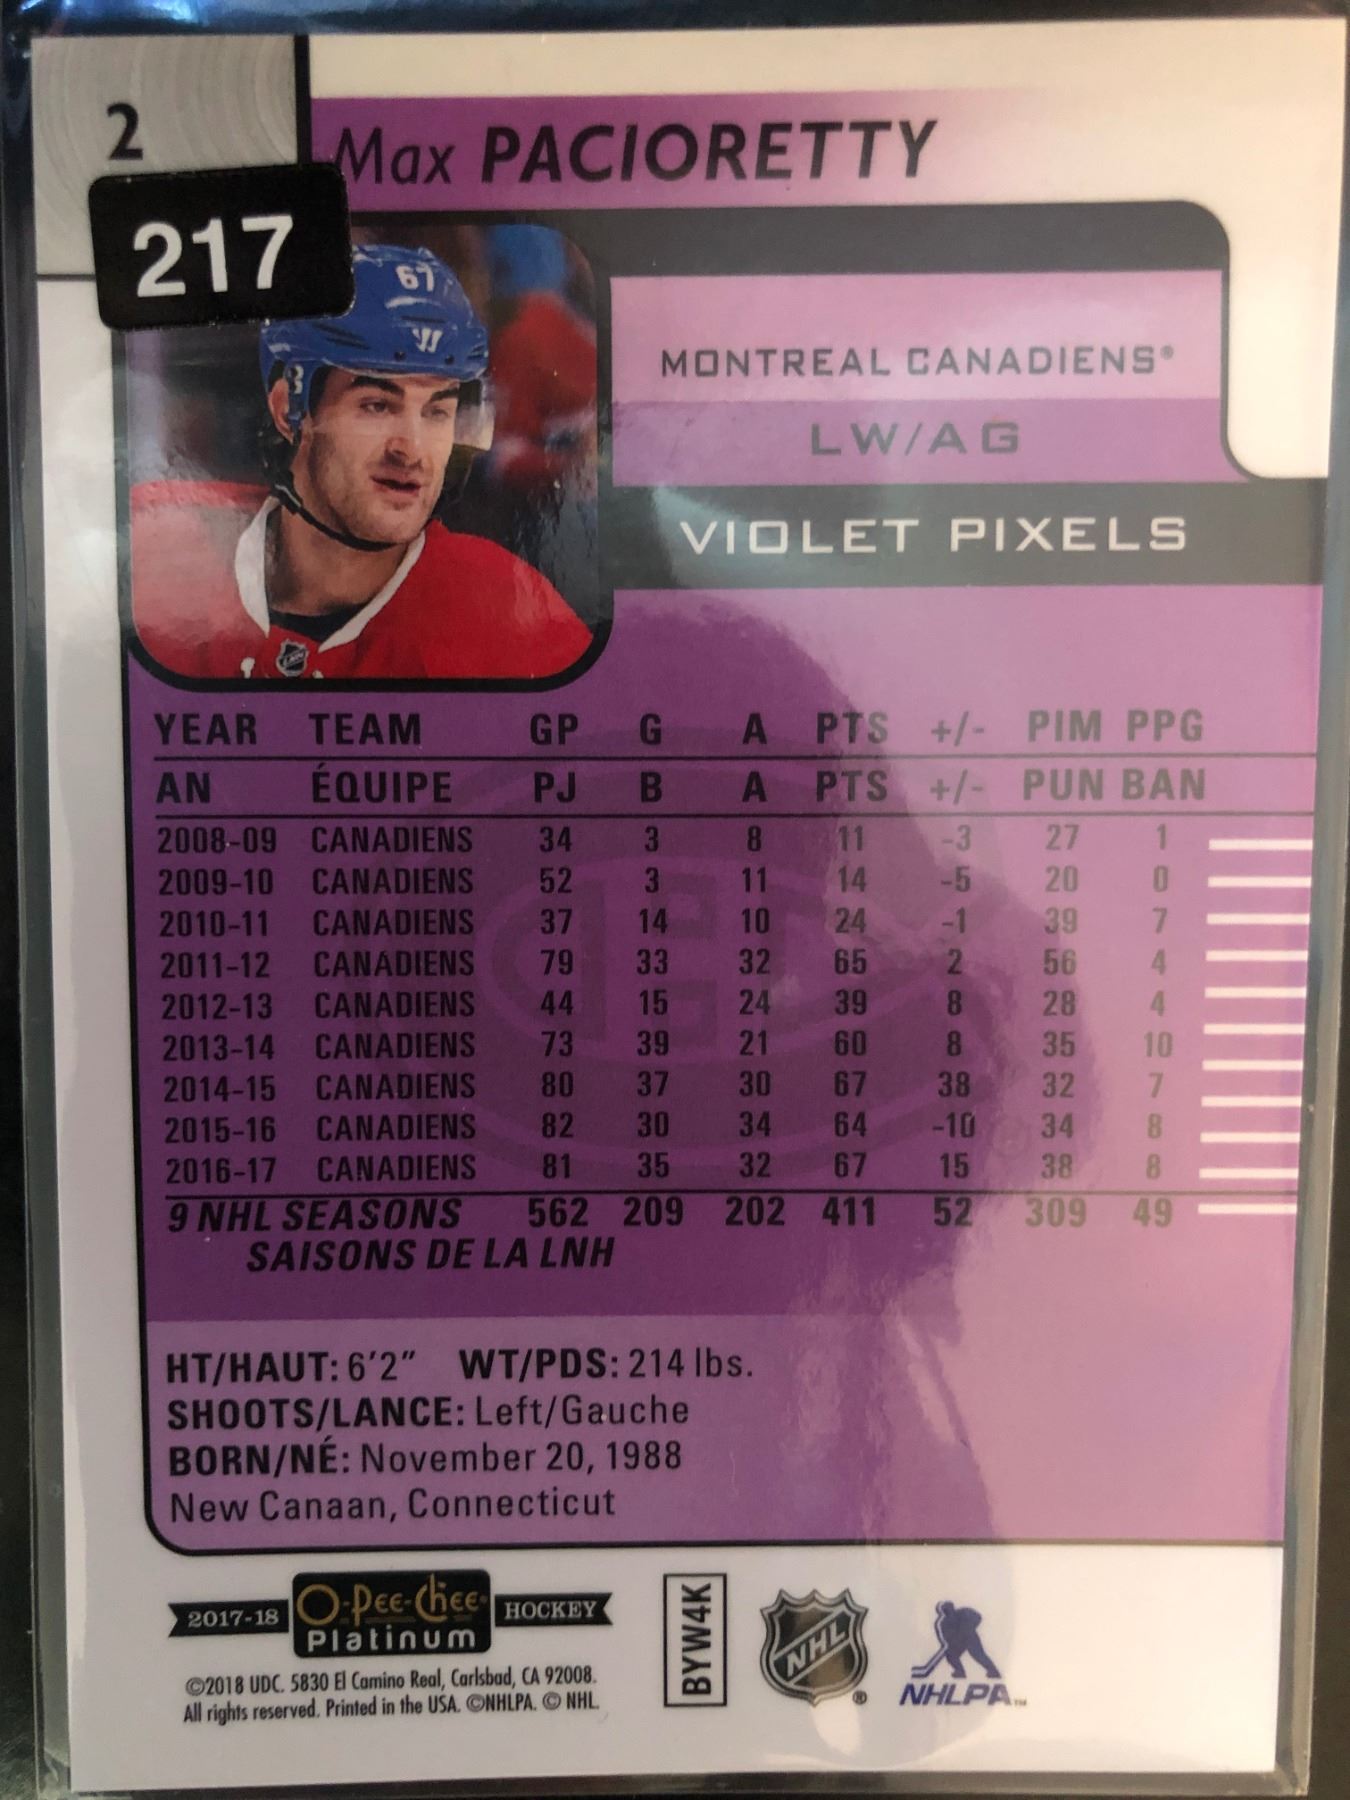 2
217
Max PACIORETTY
67
MONTREAL CANADIENS®
LW/AG
VIOLET PIXELS
YEAR TEAM GP G A PTS +/- PIM PPG
AN ÉQUIPE PJ B A PTS +/- PUN BAN
2008-09 CANADIENS 34 3 8 11 -3 27 1
2009-10 CANADIENS 52 3 11 14 -5 20 0
2010-11 CANADIENS 37 14 10 24 -1 39 7
2011-12 CANADIENS 79 33 32 65 2 56 4
2012-13 CANADIENS 44 15 24 39 8 28 4
2013-14 CANADIENS 73 39 21 60 8 35 10
2014-15 CANADIENS 80 37 30 67 38 32 7
2015-16 CANADIENS 82 30 34 64 -10 34 8
2016-17 CANADIENS 81 35 32 67 15 38 8
9 NHL SEASONS 562 209 202 411 52 309 49
SAISONS DE LA LNH
HT/HAUT: 6'2" WT/PDS: 214 lbs.
SHOOTS/LANCE: Left/Gauche
BORN/NÉ: November 20, 1988
New Canaan, Connecticut
2017-18 O-Pee-Chee HOCKEY
Platinum
©2018 UDC. 5830 El Camino Real, Carlsbad, CA 92008.
All rights reserved. Printed in the USA. ©NHLPA. © NHL.
BYW4K
NHL®
NHLPA™